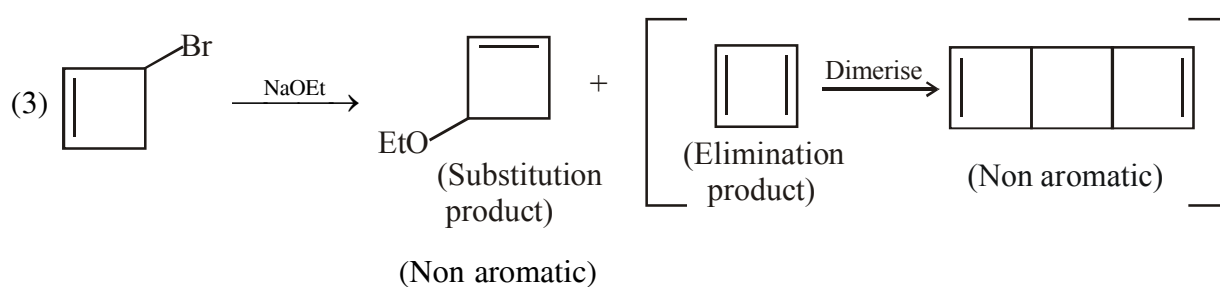 Br
(3)
NaOEt
+
Dimerise
EtO
(Substitution
product)
(Elimination
product)
(Non aromatic)
(Non aromatic)